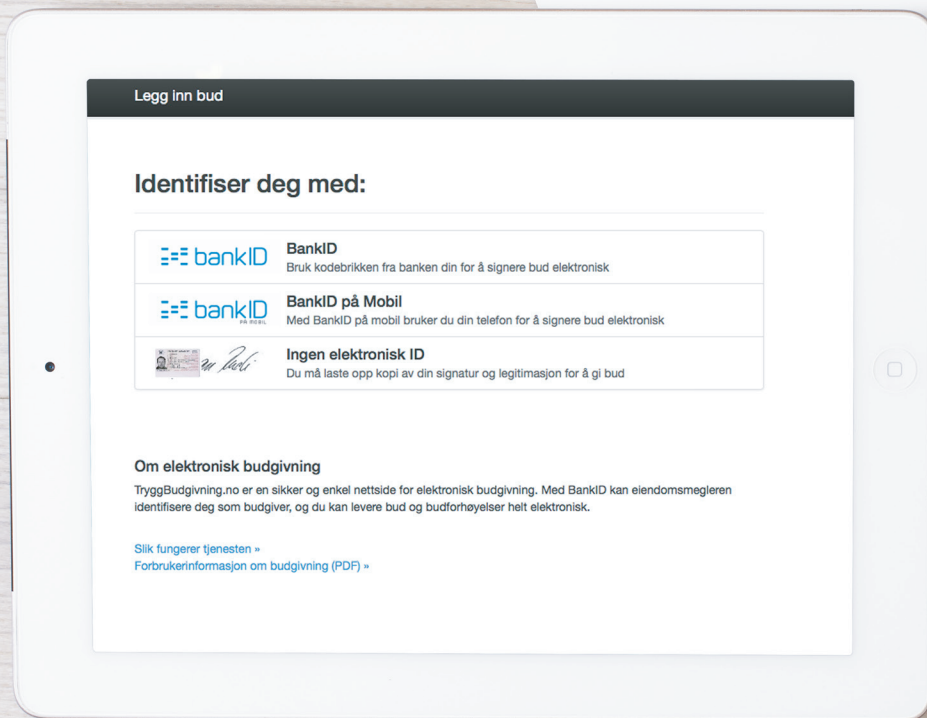 Legg inn bud
Identifiser deg med:
bankID
BankID
Bruk kodebrikken fra banken din for å signere bud elektronisk
bankID
PÅ MOBIL
BankID på Mobil
Med BankID på mobil bruker du din telefon for å signere bud elektronisk
Ingen elektronisk ID
Du må laste opp kopi av din signatur og legitimasjon for å gi bud
Om elektronisk budgivning
TryggBudgivning.no er en sikker og enkel nettside for elektronisk budgivning. Med BankID kan eiendomsmegleren
identifisere deg som budgiver, og du kan levere bud og budforhøyelser helt elektronisk.
Slik fungerer tjenesten »
Forbrukerinformasjon om budgivning (PDF) »